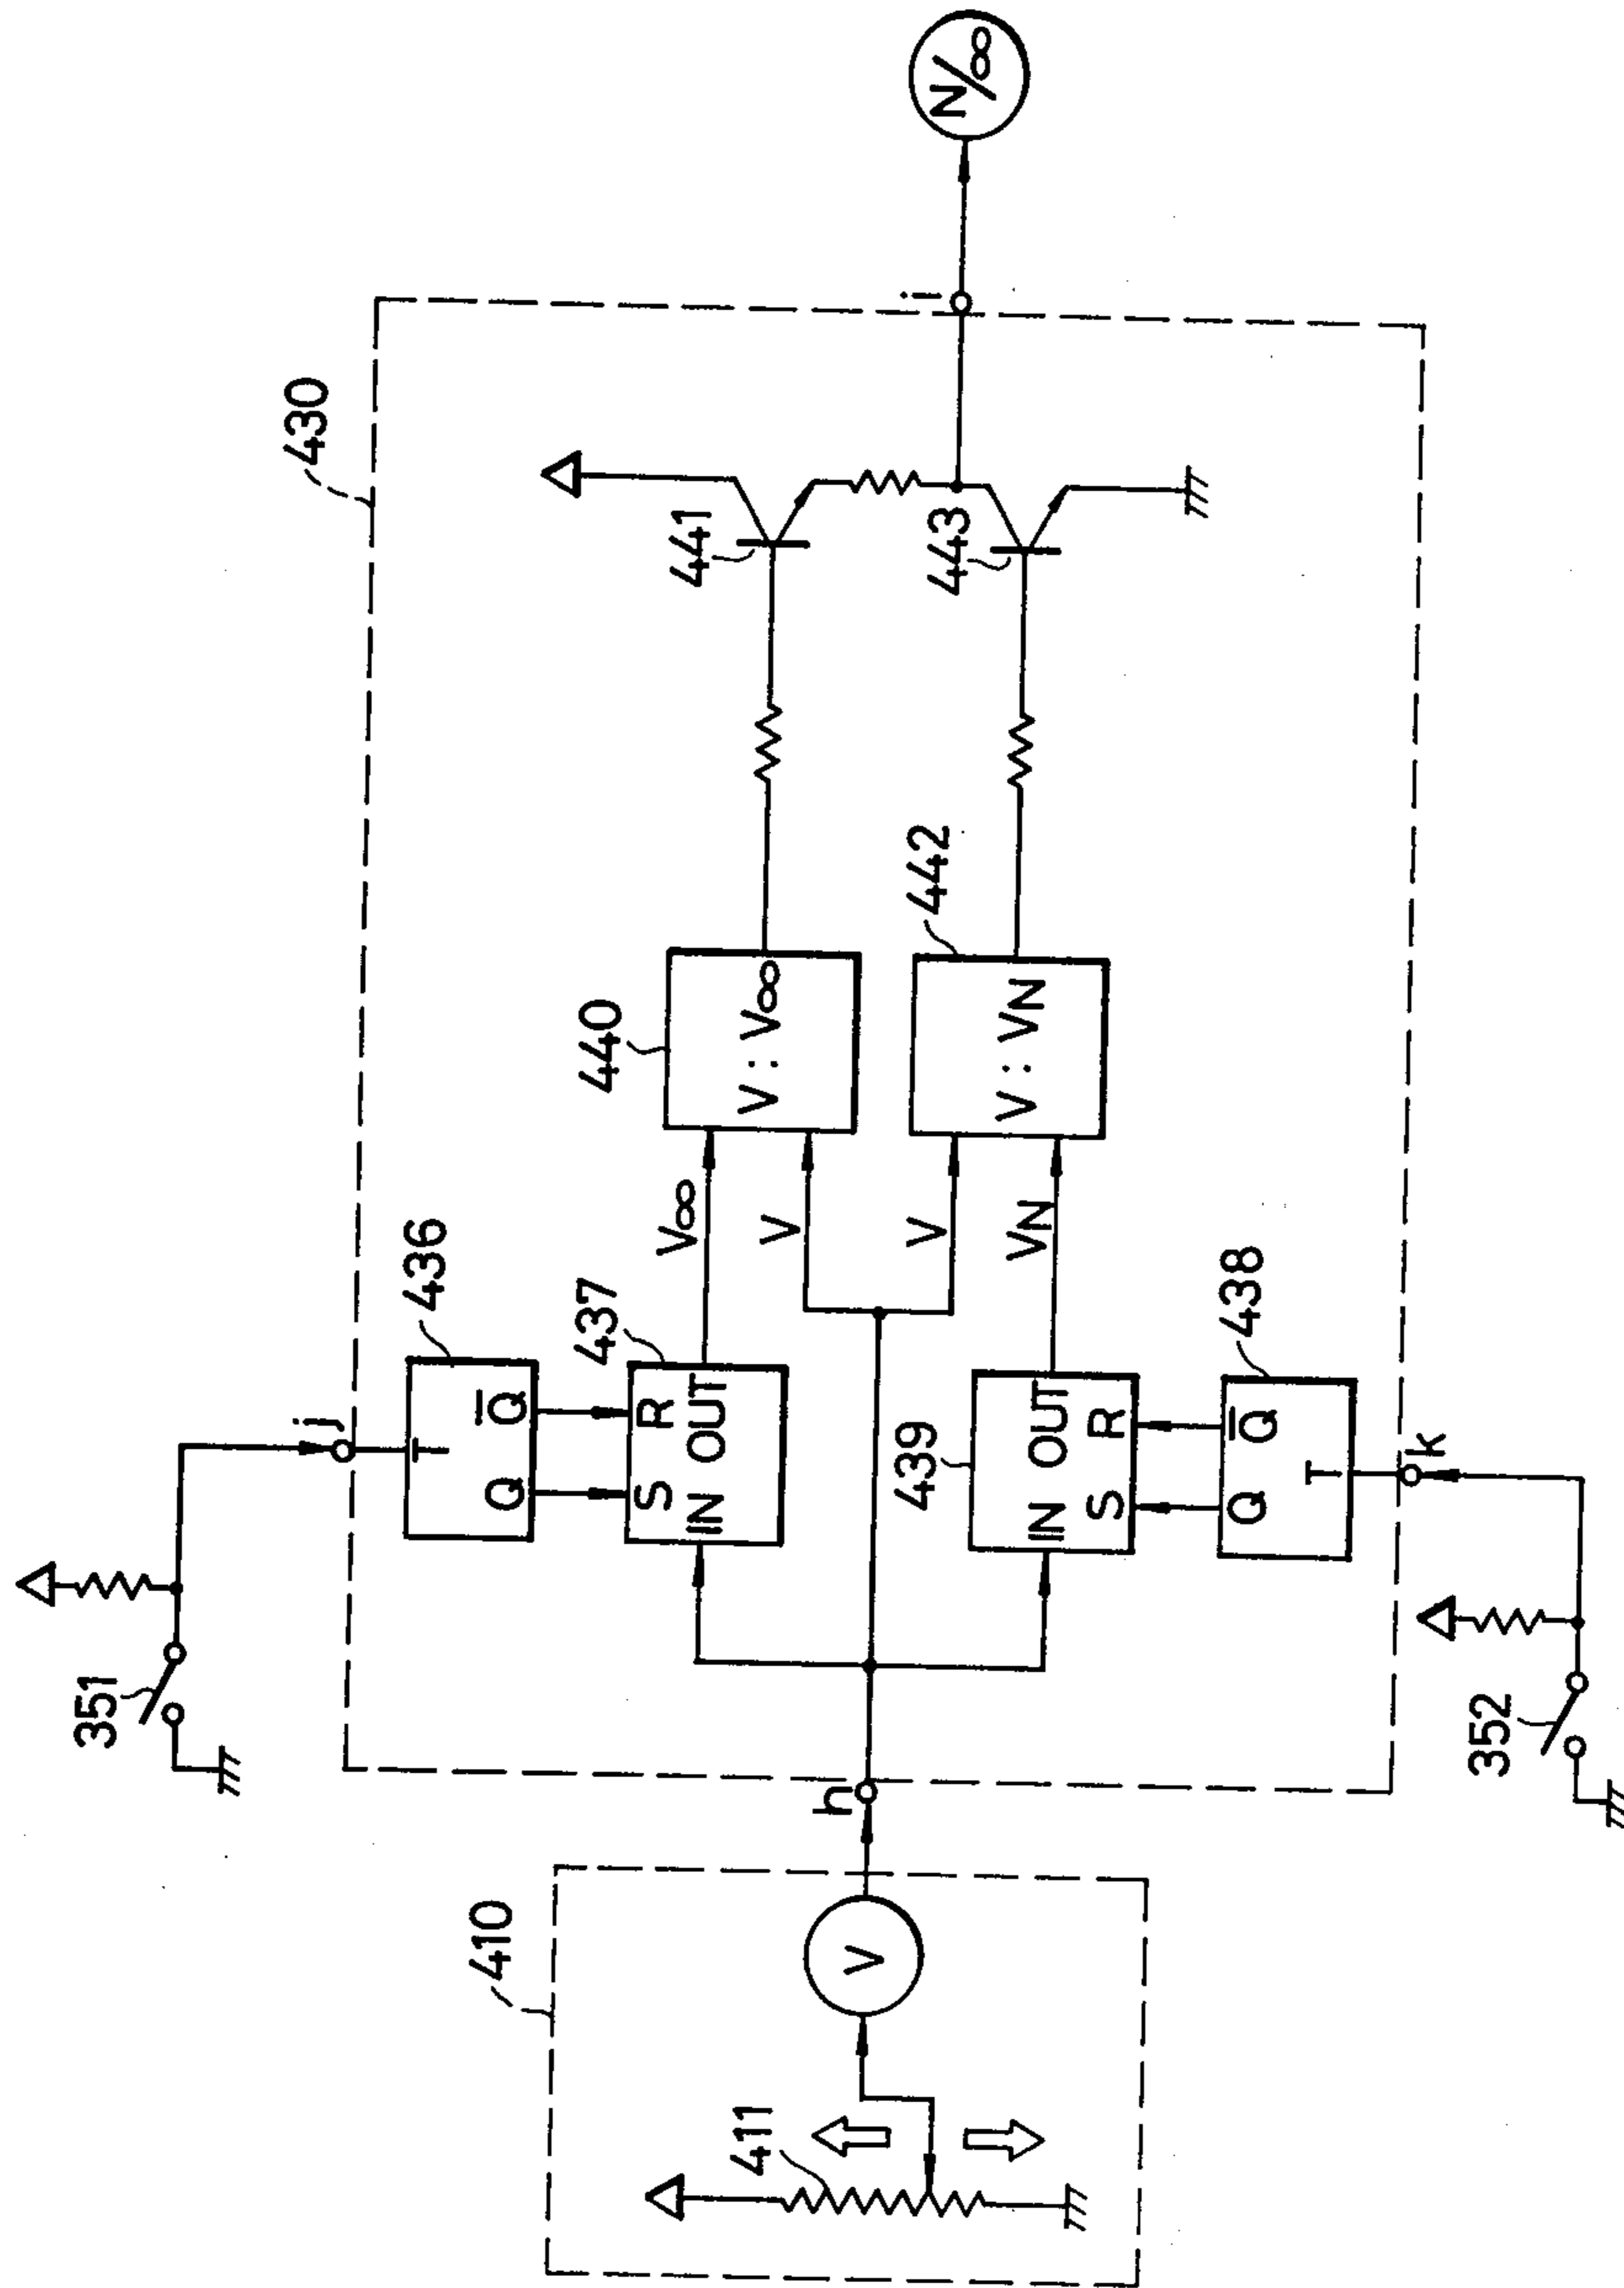 410
411
V
h
351
j
436
T
Q Q̅
437
S R
IN OUT
V∞
V
440
V : V∞
441
430
i
N/∞
V
VN
442
V : VN
443
439
IN OUT
S R
438
Q Q̅
T
k
352